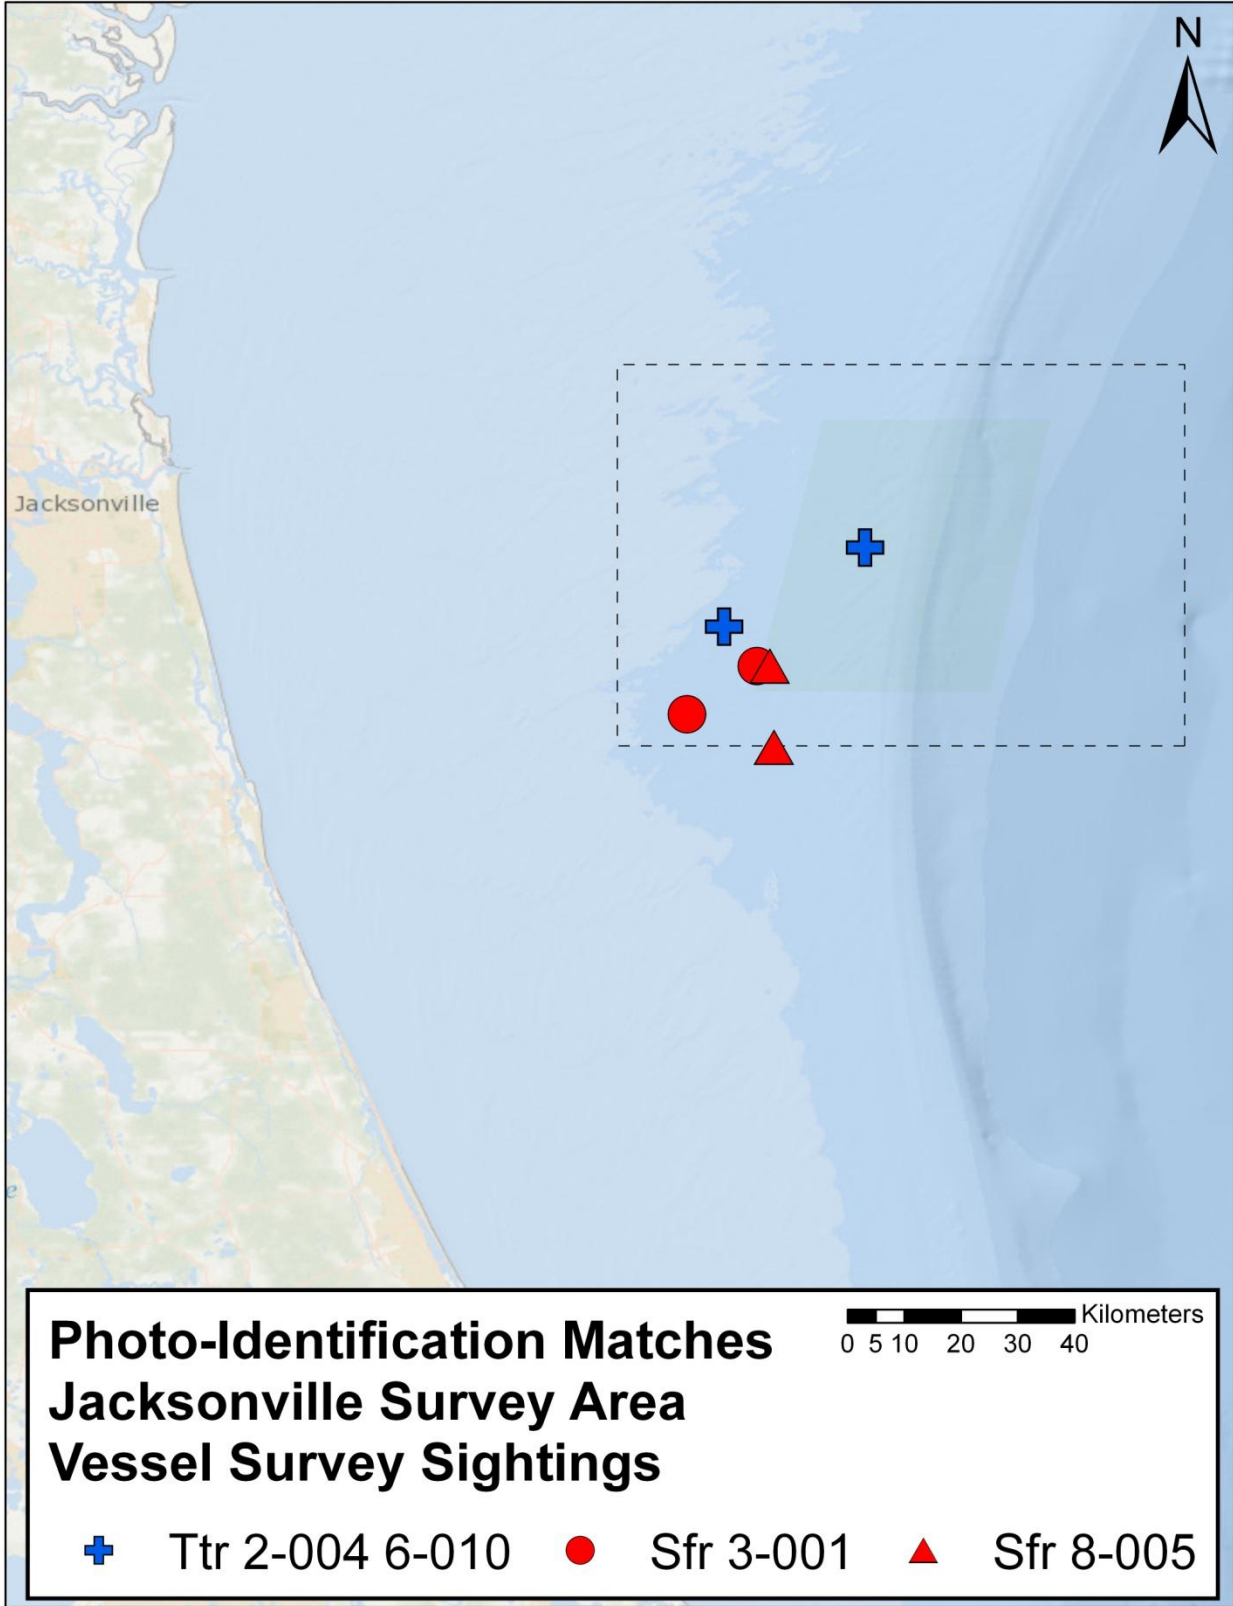 N
Jacksonville
e
Photo-Identification Matches
Jacksonville Survey Area
Vessel Survey Sightings
Kilometers
0 5 10 20 30 40
Ttr 2-004 6-010 Sfr 3-001 Sfr 8-005